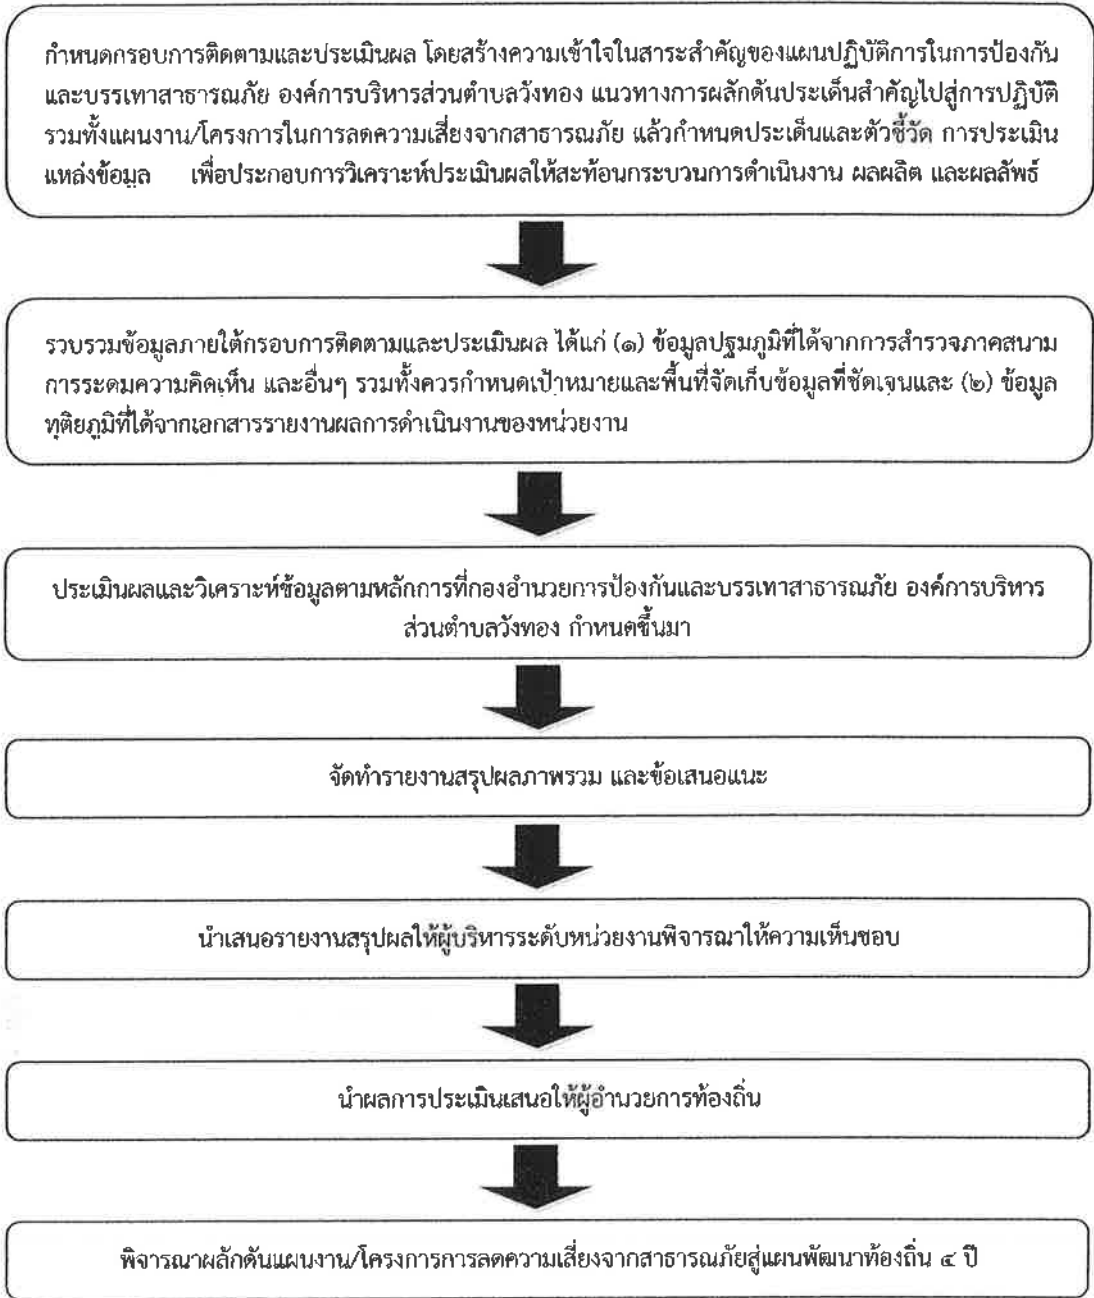 กำหนดกรอบการติดตามและประเมินผล โดยสร้างความเข้าใจในสาระสำคัญของแผนปฏิบัติการในการป้องกัน
และบรรเทาสาธารณภัย องค์การบริหารส่วนตำบลวังทอง แนวทางการผลักดันประเด็นสำคัญไปสู่การปฏิบัติ
รวมทั้งแผนงาน/โครงการในการลดความเสี่ยงจากสาธารณภัย แล้วกำหนดประเด็นและตัวชี้วัด การประเมิน
แหล่งข้อมูล เพื่อประกอบการวิเคราะห์ประเมินผลให้สะท้อนกระบวนการดำเนินงาน ผลผลิต และผลลัพธ์
รวบรวมข้อมูลภายใต้กรอบการติดตามและประเมินผล ได้แก่ (๑) ข้อมูลปฐมภูมิที่ได้จากการสำรวจภาคสนาม
การระดมความคิดเห็น และอื่นๆ รวมทั้งควรกำหนดเป้าหมายและพื้นที่จัดเก็บข้อมูลที่ชัดเจนและ (๒) ข้อมูล
ทุติยภูมิที่ได้จากเอกสารรายงานผลการดำเนินงานของหน่วยงาน
ประเมินผลและวิเคราะห์ข้อมูลตามหลักการที่กองอำนวยการป้องกันและบรรเทาสาธารณภัย องค์การบริหาร
ส่วนตำบลวังทอง กำหนดขึ้นมา
จัดทำรายงานสรุปผลภาพรวม และข้อเสนอแนะ
นำเสนอรายงานสรุปผลให้ผู้บริหารระดับหน่วยงานพิจารณาให้ความเห็นชอบ
นำผลการประเมินเสนอให้ผู้อำนวยการท้องถิ่น
พิจารณาผลักดันแผนงาน/โครงการการลดความเสี่ยงจากสาธารณภัยสู่แผนพัฒนาท้องถิ่น ๔ ปี